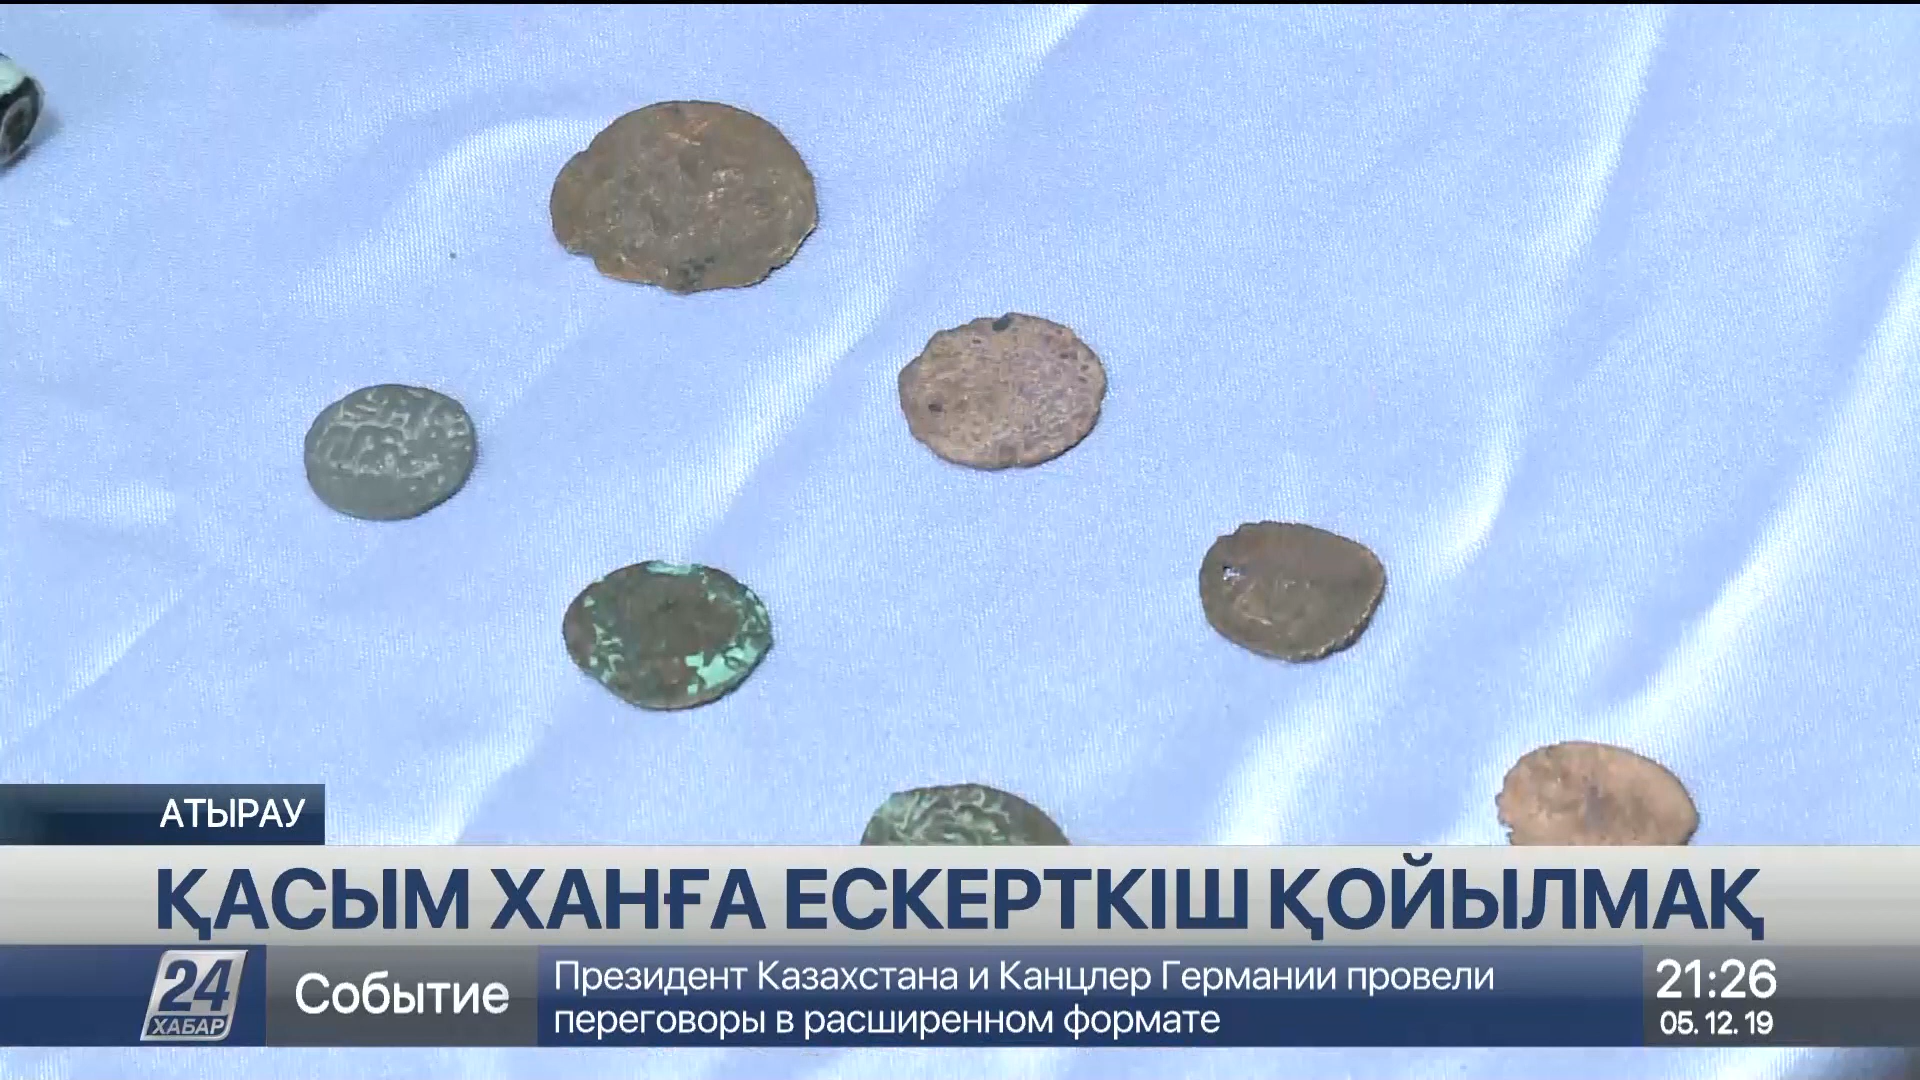 АТЫРАУ
ҚАСЫМ ХАНҒА ЕСКЕРТКІШ ҚОЙЫЛМАҚ
24
ХАБАР
Событие
Президент Казахстана и Канцлер Германии провели
переговоры в расширенном формате
21:26
05. 12. 19